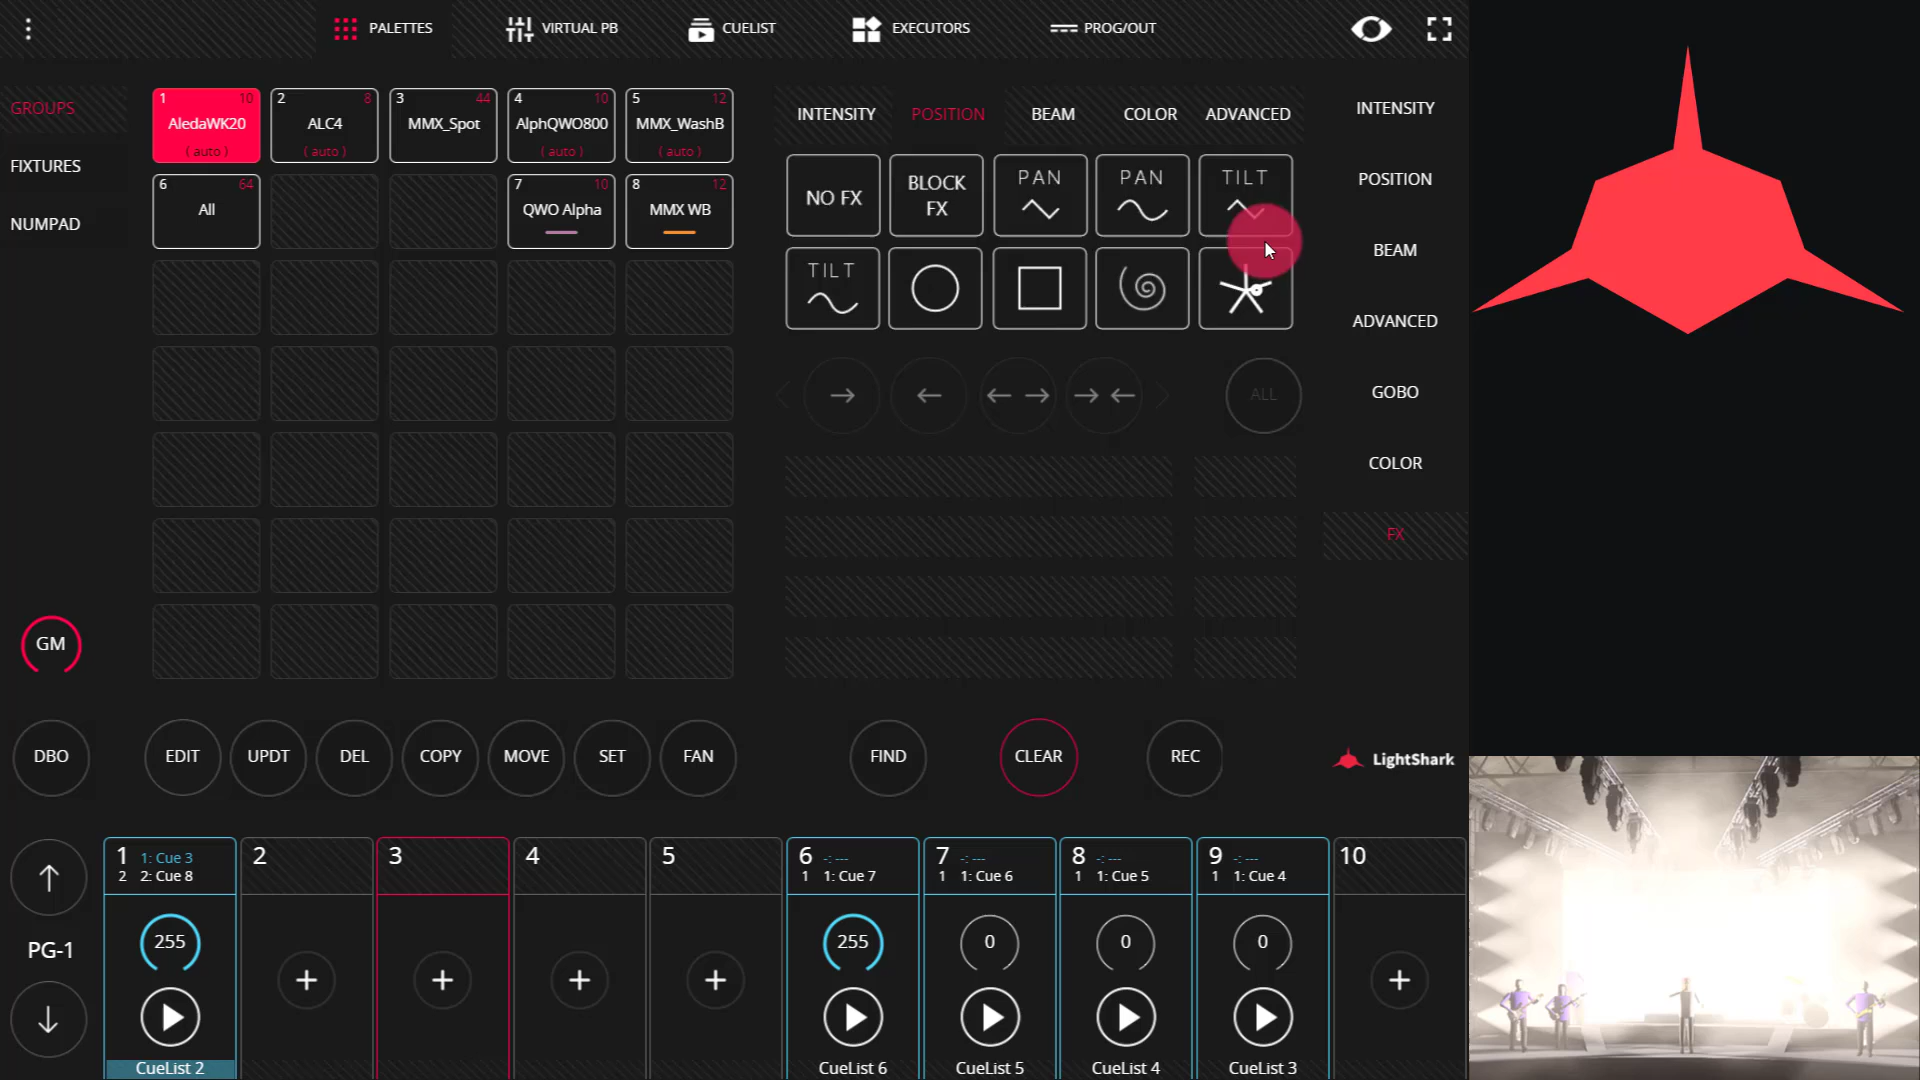 PALETTES
VIRTUAL PB
CUELIST
EXECUTORS
PROG/OUT
GROUPS
FIXTURES
NUMPAD
1 10
AledaWK20
( auto )
2 8
ALC4
( auto )
3 44
MMX_Spot
4 10
AlphQWO800
( auto )
5 12
MMX_WashB
( auto )
6 64
All
7 10
QWO Alpha
8 12
MMX WB
INTENSITY
POSITION
BEAM
COLOR
ADVANCED
NO FX
BLOCK
FX
PAN
PAN
TILT
TILT
ALL
INTENSITY
POSITION
BEAM
ADVANCED
GOBO
COLOR
FX
GM
DBO
EDIT
UPDT
DEL
COPY
MOVE
SET
FAN
FIND
CLEAR
REC
LightShark
PG-1
1 1: Cue 3
2 2: Cue 8
255
CueList 2
2
3
4
5
6 -: ---
1 1: Cue 7
255
CueList 6
7 -: ---
1 1: Cue 6
0
CueList 5
8 -: ---
1 1: Cue 5
0
CueList 4
9 -: ---
1 1: Cue 4
0
CueList 3
10